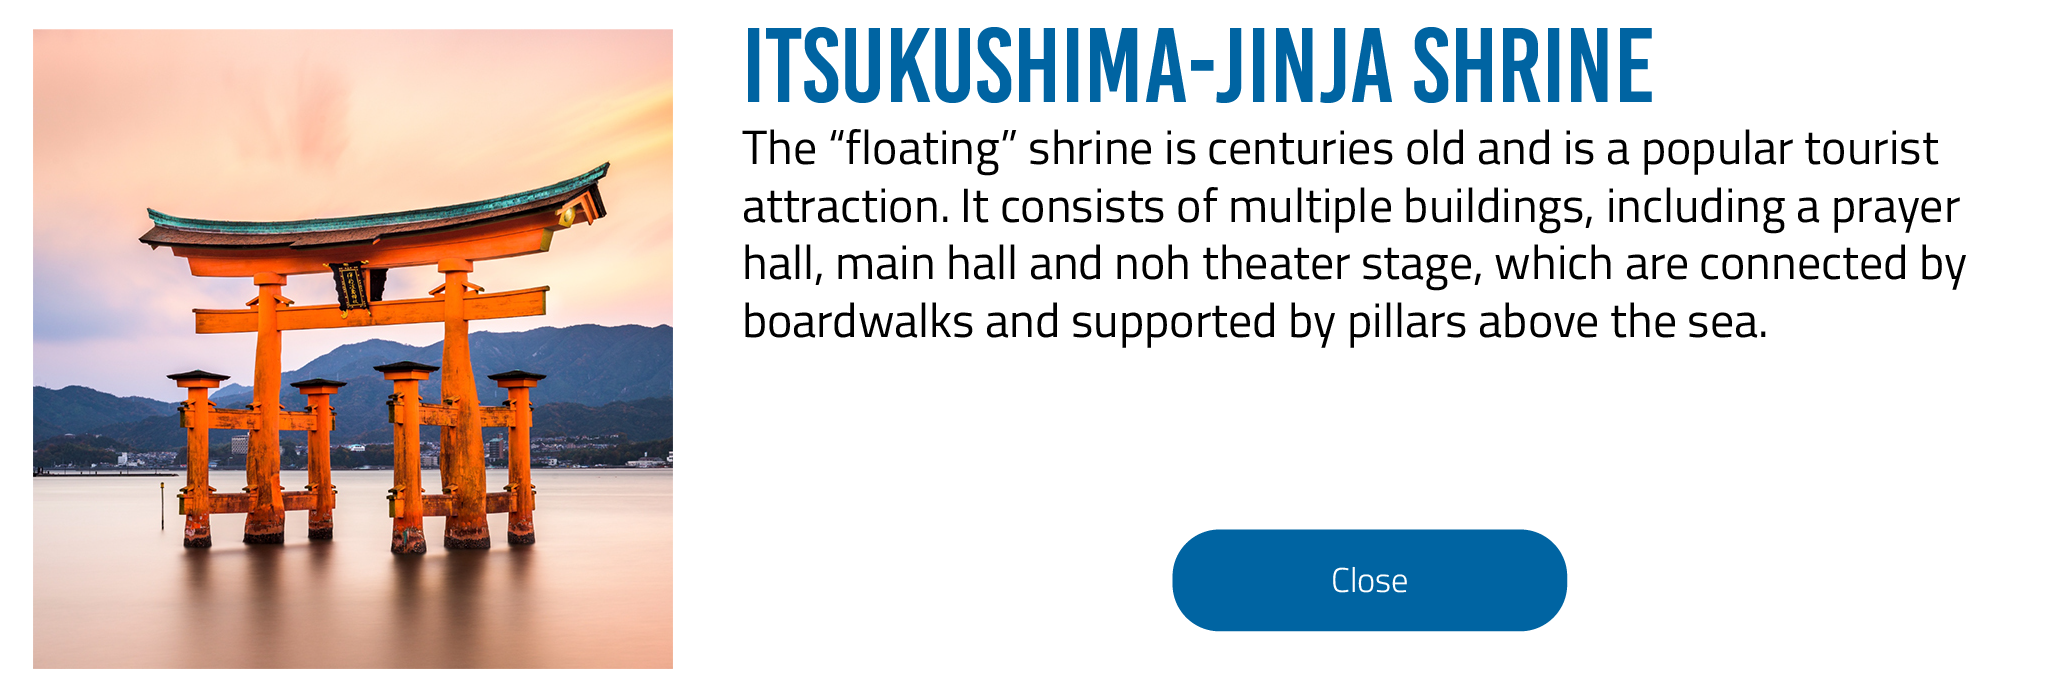 ITSUKUSHIMA-JINJA SHRINE
The “floating” shrine is centuries old and is a popular tourist
attraction. It consists of multiple buildings, including a prayer
hall, main hall and noh theater stage, which are connected by
boardwalks and supported by pillars above the sea.
Close